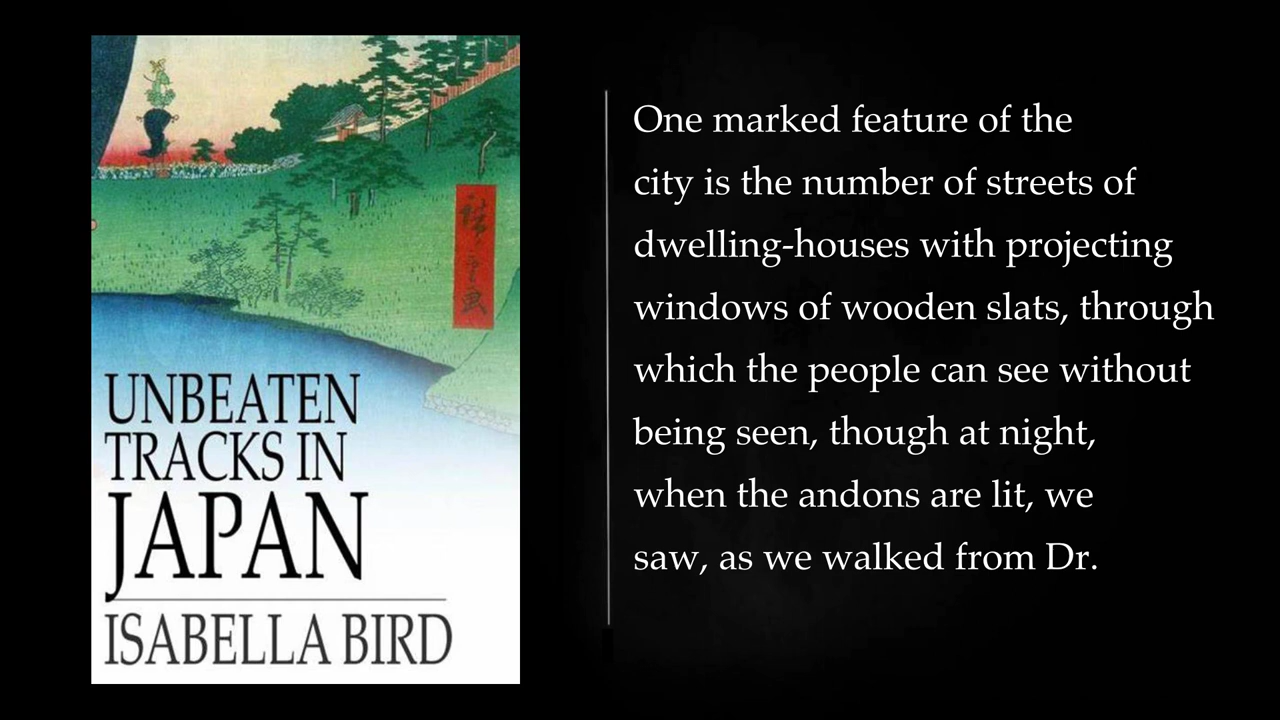 UNBEATEN
TRACKS IN
JAPAN
ISABELLA BIRD
One marked feature of the
city is the number of streets of
dwelling-houses with projecting
windows of wooden slats, through
which the people can see without
being seen, though at night,
when the andons are lit, we
saw, as we walked from Dr.